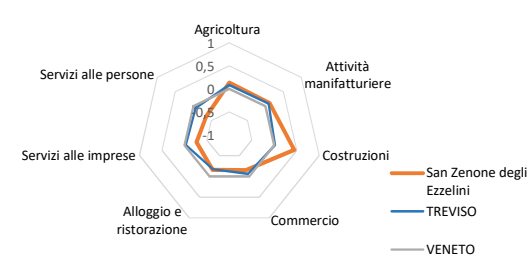 Agricoltura
1
0,5
0
-0,5
-1
Attività
manifatturiere
Costruzioni
Commercio
Alloggio e
ristorazione
Servizi alle imprese
Servizi alle persone
San Zenone degli
Ezzelini
TREVISO
VENETO